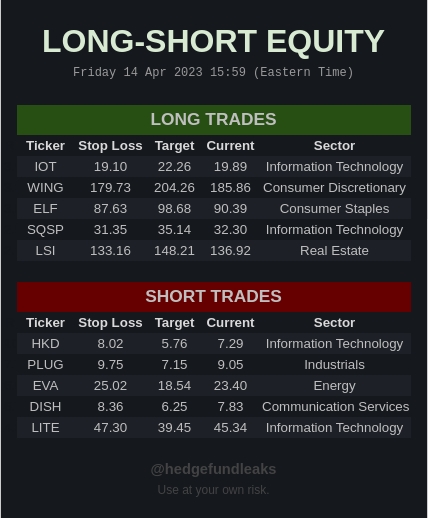 LONG-SHORT EQUITY
Friday 14 Apr 2023 15:59 (Eastern Time)
LONG TRADES
Ticker Stop Loss Target Current Sector
IOT 19.10 22.26 19.89 Information Technology
WING 179.73 204.26 185.86 Consumer Discretionary
ELF 87.63 98.68 90.39 Consumer Staples
SQSP 31.35 35.14 32.30 Information Technology
LSI 133.16 148.21 136.92 Real Estate
SHORT TRADES
Ticker Stop Loss Target Current Sector
HKD 8.02 5.76 7.29 Information Technology
PLUG 9.75 7.15 9.05 Industrials
EVA 25.02 18.54 23.40 Energy
DISH 8.36 6.25 7.83 Communication Services
LITE 47.30 39.45 45.34 Information Technology
@hedgefundleaks
Use at your own risk.